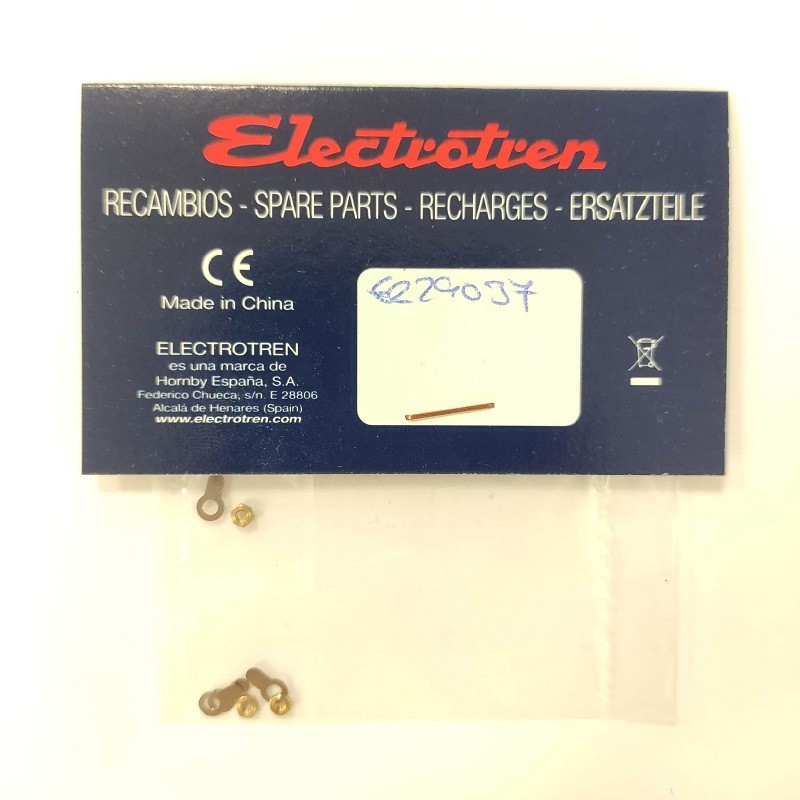 Electrotren
RECAMBIOS - SPARE PARTS - RECHARGES - ERSATZTEILE
CE
Made in China
ELECTROTREN
es una marca de
Hornby España, S.A.
Federico Chueca, s/n. E 28806
Alcalá de Henares (Spain)
www.electrotren.com